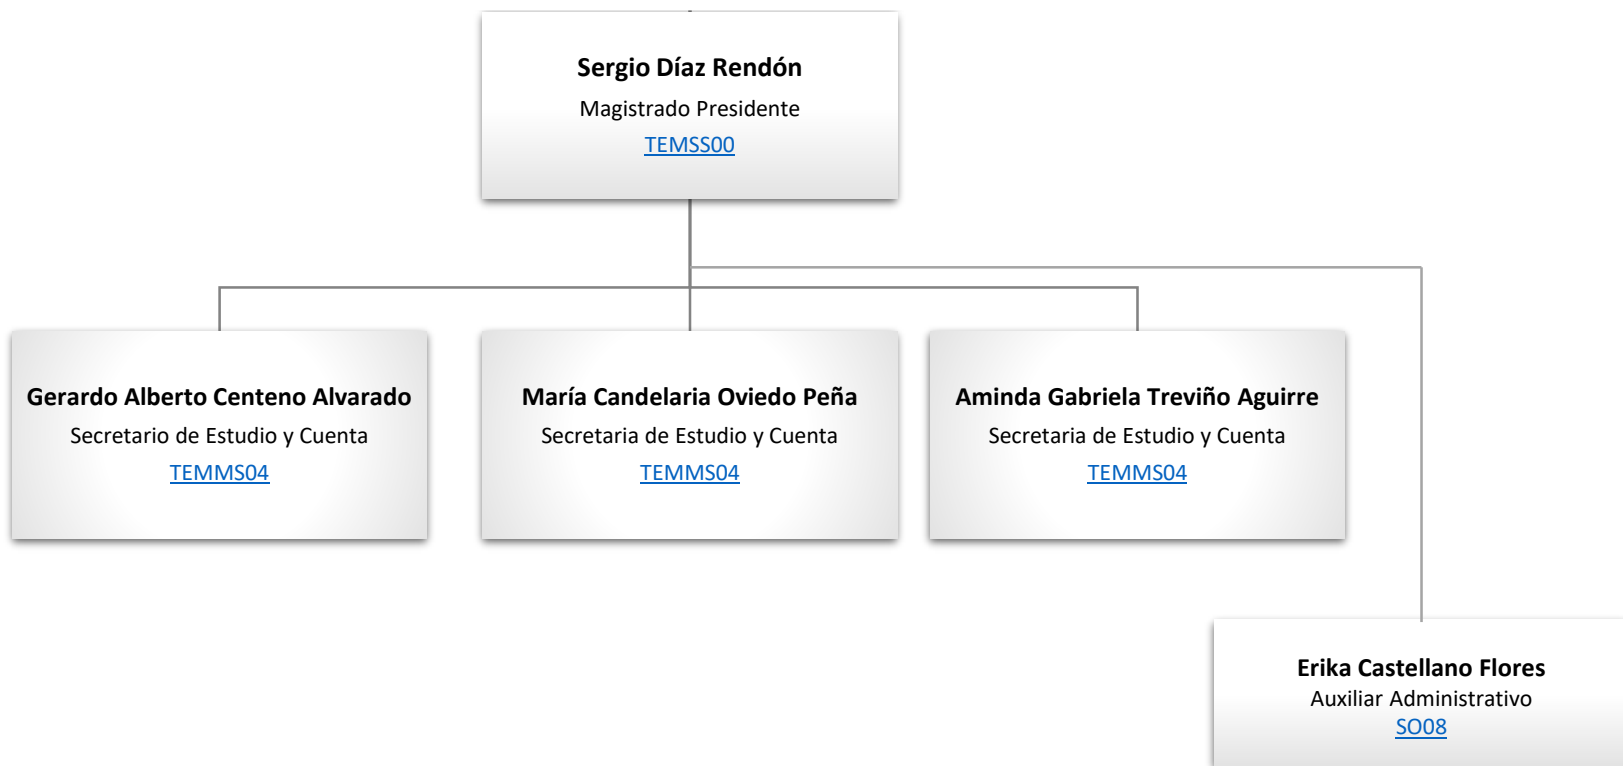 Sergio Díaz Rendón
Magistrado Presidente
TEMSS00
Gerardo Alberto Centeno Alvarado
Secretario de Estudio y Cuenta
TEMMS04
María Candelaria Oviedo Peña
Secretaria de Estudio y Cuenta
TEMMS04
Aminda Gabriela Treviño Aguirre
Secretaria de Estudio y Cuenta
TEMMS04
Erika Castellano Flores
Auxiliar Administrativo
SO08